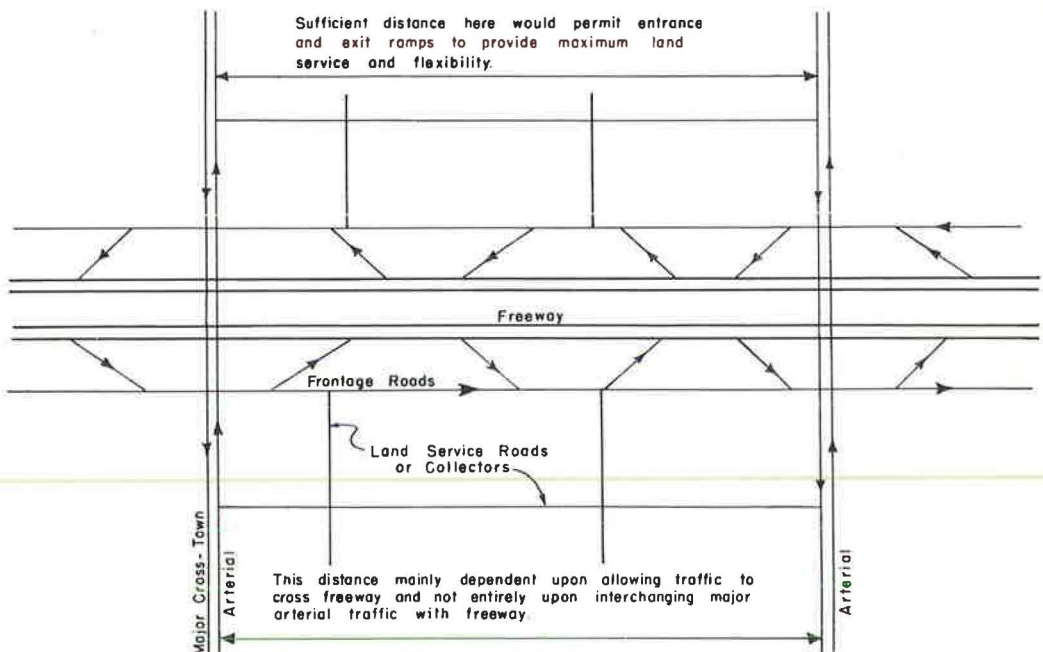 Sufficient distance here would permit entrance
and exit ramps to provide maximum land
service and flexibility.
Freeway
Frontage Roads
Land Service Roads
or Collectors
Major Cross-Town
Arterial
Arterial
This distance mainly dependent upon allowing traffic to
cross freeway and not entirely upon interchanging major
arterial traffic with freeway.